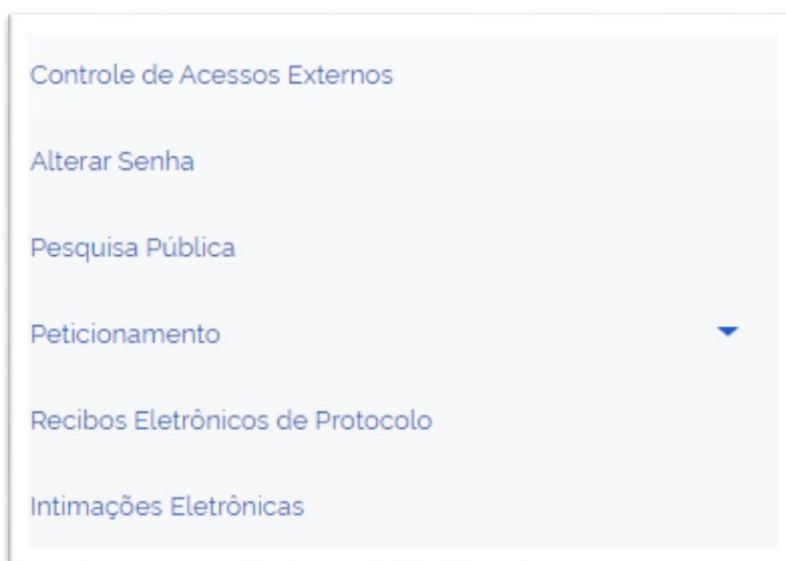 Controle de Acessos Externos
Alterar Senha
Pesquisa Pública
Peticionamento
Recibos Eletrônicos de Protocolo
Intimações Eletrônicas